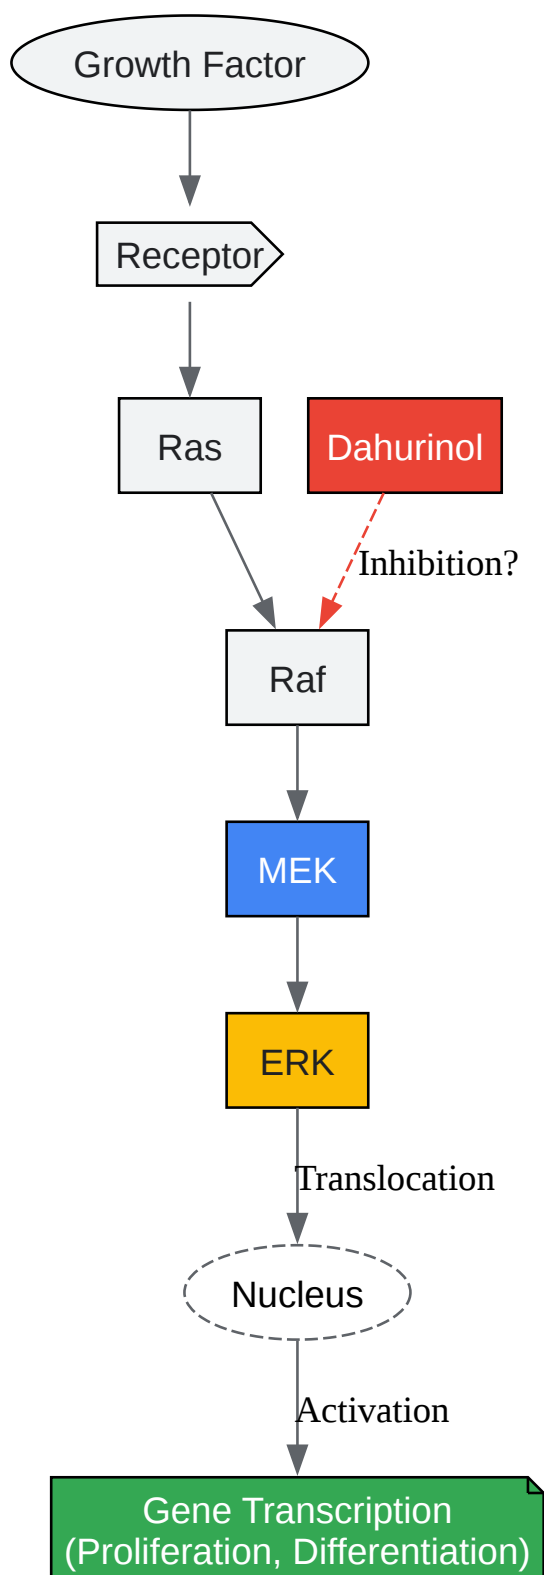 Growth Factor
Receptor
Ras
Dahurinol
Inhibition?
Raf
MEK
ERK
Translocation
Nucleus
Activation
Gene Transcription
(Proliferation, Differentiation)